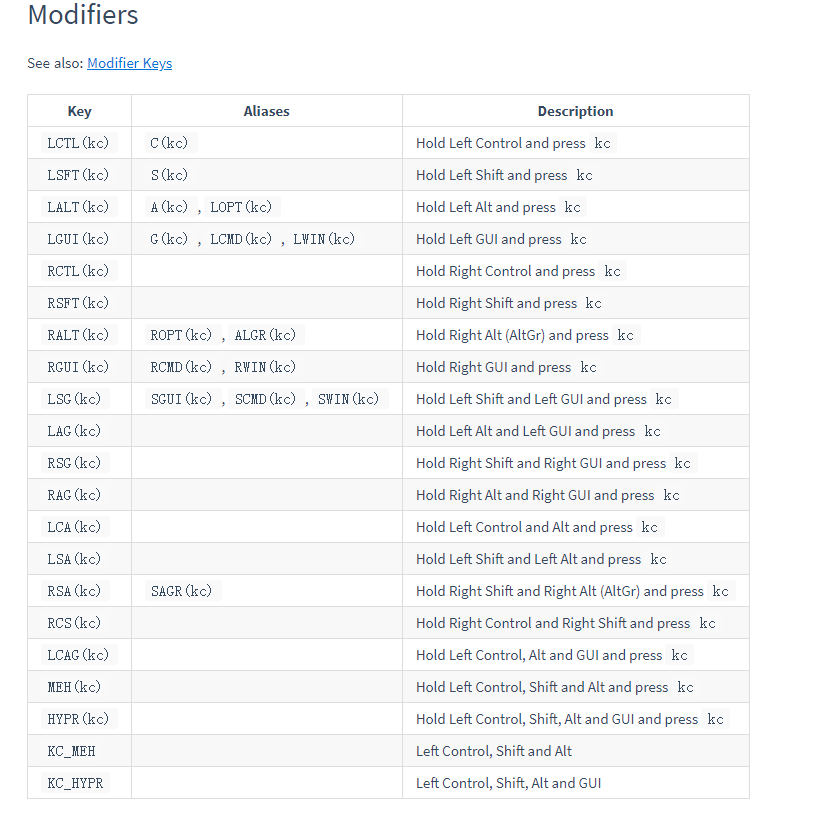 Modifiers
See also: Modifier Keys
Key Aliases Description
LCTL(kc) C(kc) Hold Left Control and press kc
LSFT(kc) S(kc) Hold Left Shift and press kc
LALT(kc) A(kc) , LOPT(kc) Hold Left Alt and press kc
LGUI(kc) G(kc) , LCMD(kc) , LWIN(kc) Hold Left GUI and press kc
RCTL(kc) Hold Right Control and press kc
RSFT(kc) Hold Right Shift and press kc
RALT(kc) ROPT(kc) , ALGR(kc) Hold Right Alt (AltGr) and press kc
RGUI(kc) RCMD(kc) , RWIN(kc) Hold Right GUI and press kc
LSG(kc) SGUI(kc) , SCMD(kc) , SWIN(kc) Hold Left Shift and Left GUI and press kc
LAG(kc) Hold Left Alt and Left GUI and press kc
RSG(kc) Hold Right Shift and Right GUI and press kc
RAG(kc) Hold Right Alt and Right GUI and press kc
LCA(kc) Hold Left Control and Alt and press kc
LSA(kc) Hold Left Shift and Left Alt and press kc
RSA(kc) SAGR(kc) Hold Right Shift and Right Alt (AltGr) and press kc
RCS(kc) Hold Right Control and Right Shift and press kc
LCAG(kc) Hold Left Control, Alt and GUI and press kc
MEH(kc) Hold Left Control, Shift and Alt and press kc
HYPR(kc) Hold Left Control, Shift, Alt and GUI and press kc
KC_MEH Left Control, Shift and Alt
KC_HYPR Left Control, Shift, Alt and GUI